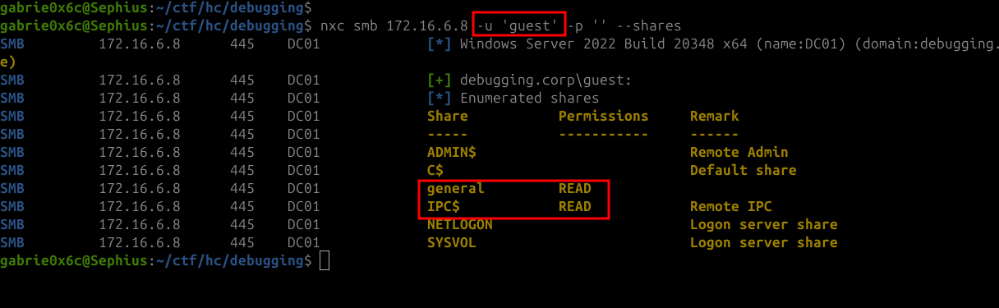 gabrie0x6c@Sephius:~/ctf/hc/debugging$
gabrie0x6c@Sephius:~/ctf/hc/debugging$ nxc smb 172.16.6.8 -u 'guest' -p '' --shares
SMB 172.16.6.8 445 DC01 [*] Windows Server 2022 Build 20348 x64 (name:DC01) (domain:debugging.
e)
SMB 172.16.6.8 445 DC01 [+] debugging.corp\guest:
SMB 172.16.6.8 445 DC01 [*] Enumerated shares
SMB 172.16.6.8 445 DC01 Share Permissions Remark
SMB 172.16.6.8 445 DC01 ----- ----------- ------
SMB 172.16.6.8 445 DC01 ADMIN$ Remote Admin
SMB 172.16.6.8 445 DC01 C$ Default share
SMB 172.16.6.8 445 DC01 general READ
SMB 172.16.6.8 445 DC01 IPC$ READ Remote IPC
SMB 172.16.6.8 445 DC01 NETLOGON Logon server share
SMB 172.16.6.8 445 DC01 SYSVOL Logon server share
gabrie0x6c@Sephius:~/ctf/hc/debugging$